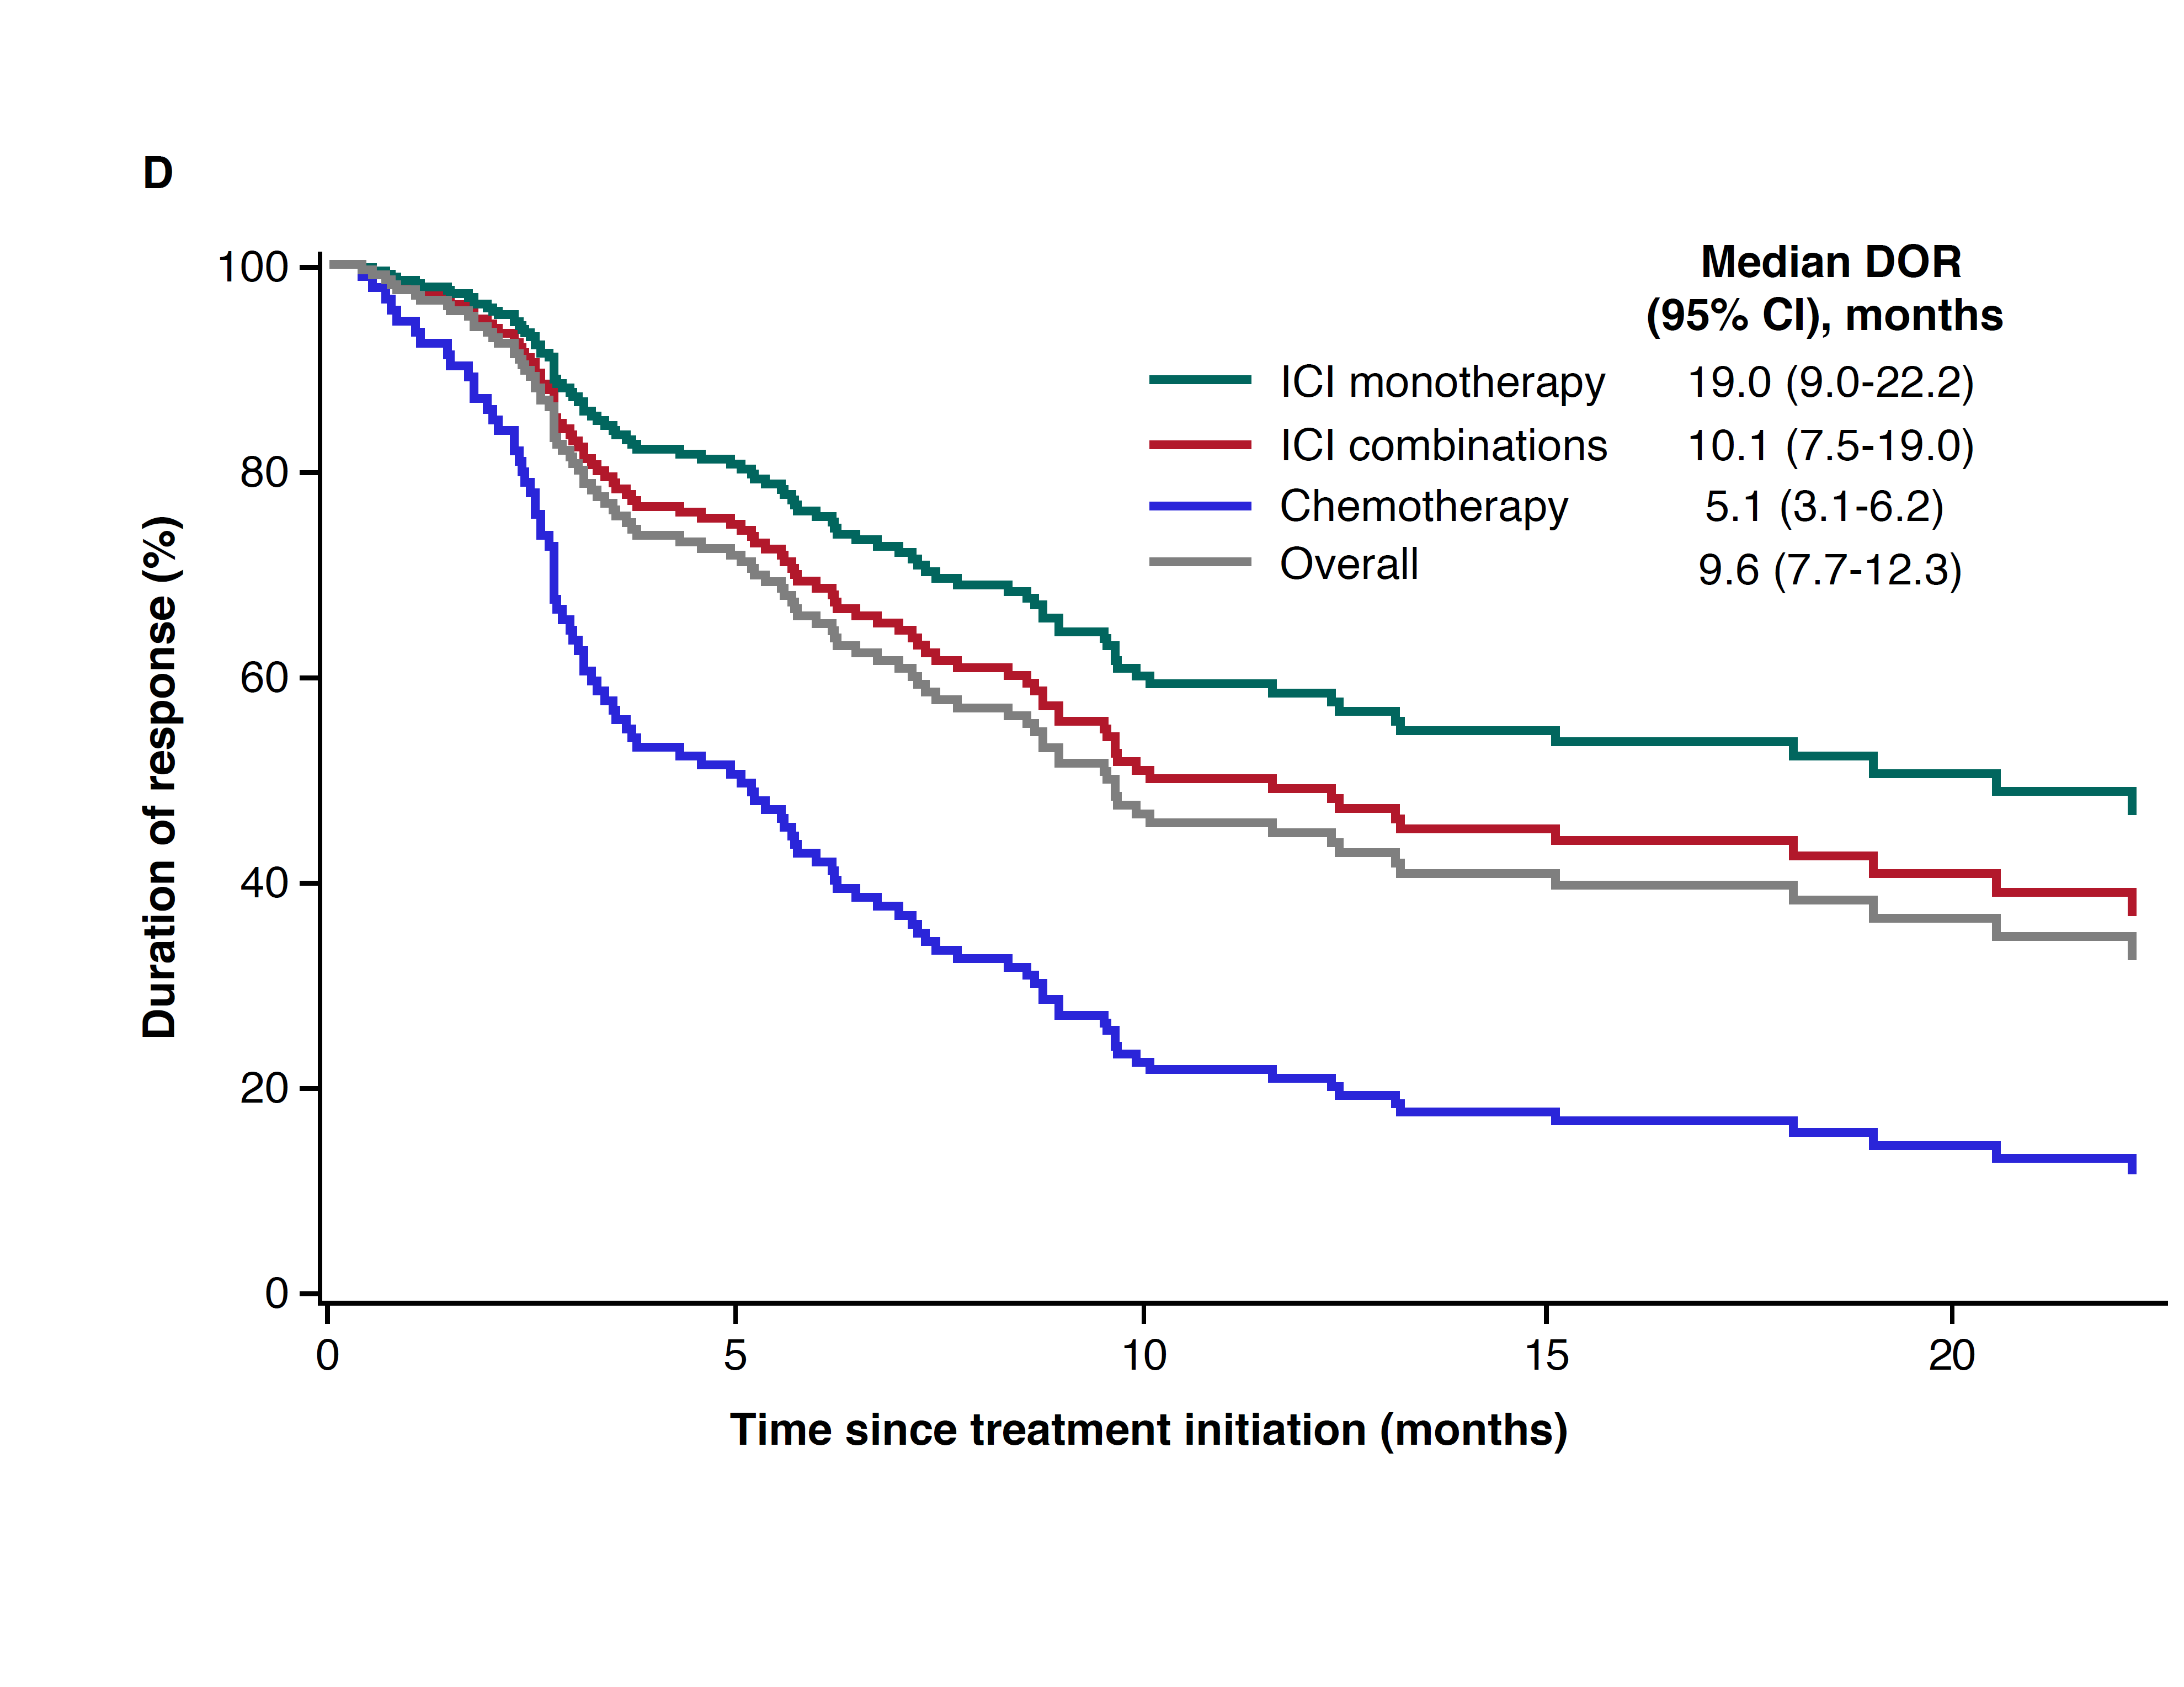 D
Median DOR
(95% CI), months
ICI monotherapy 19.0 (9.0-22.2)
ICI combinations 10.1 (7.5-19.0)
Chemotherapy 5.1 (3.1-6.2)
Overall 9.6 (7.7-12.3)
Duration of response (%)
100
80
60
40
20
0
0 5 10 15 20
Time since treatment initiation (months)